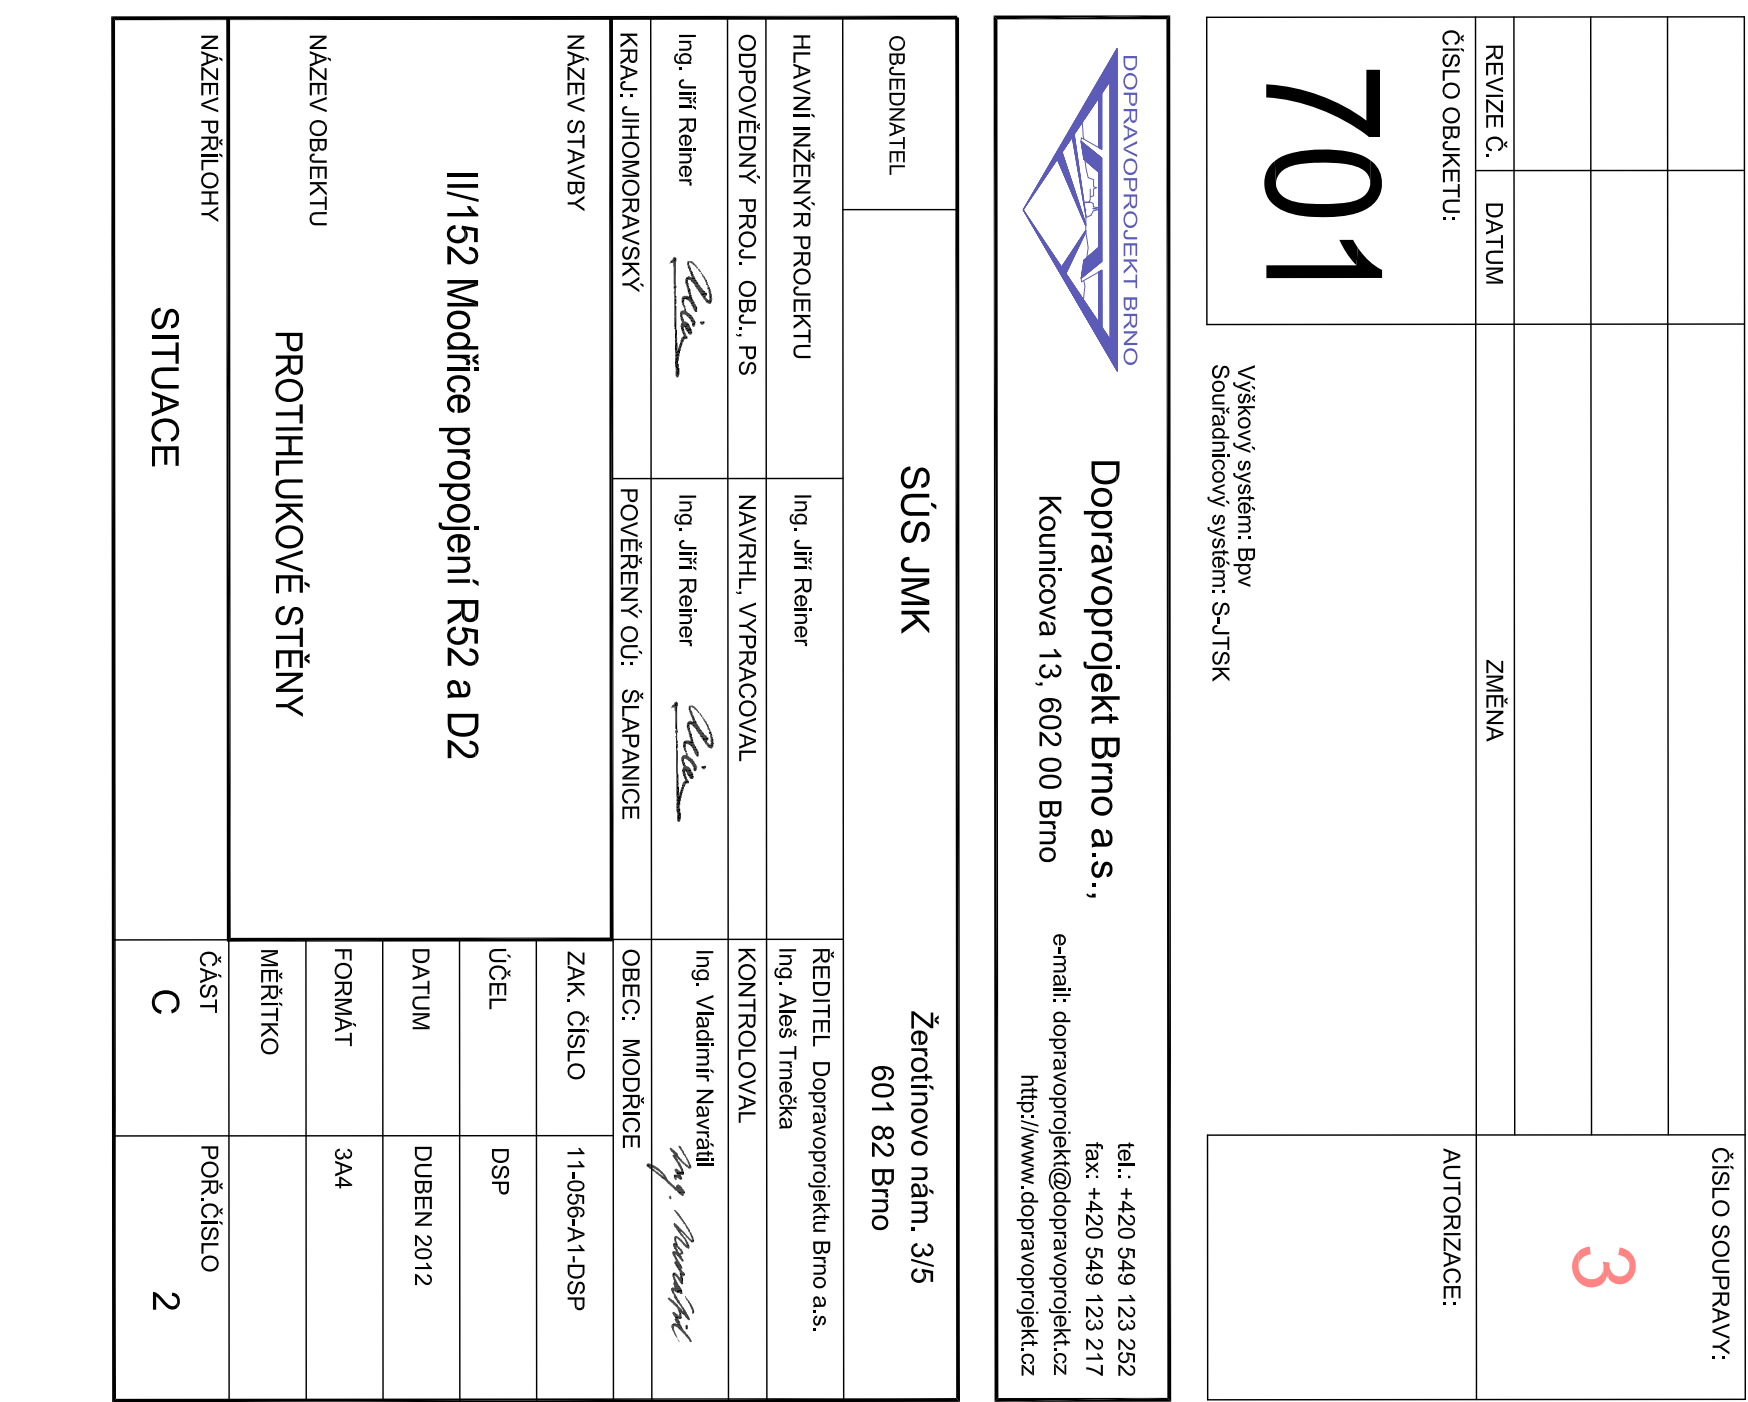 ČÍSLO SOUPRAVY:
3
REVIZE Č. DATUM ZMĚNA
ČÍSLO OBJKETU:
701
AUTORIZACE:
Výškový systém: Bpv
Souřadnicový systém: S-JTSK
DOPRAVOPROJEKT BRNO
Dopravoprojekt Brno a.s.,
Kounicova 13, 602 00 Brno
tel.: +420 549 123 252
fax: +420 549 123 217
e-mail: dopravoprojekt@dopravoprojekt.cz
http://www.dopravoprojekt.cz
OBJEDNATEL
SÚS JMK
Žerotínovo nám. 3/5
601 82 Brno
HLAVNÍ INŽENÝR PROJEKTU
Ing. Jiří Reiner
ŘEDITEL Dopravoprojektu Brno a.s.
Ing. Aleš Trnečka
ODPOVĚDNÝ PROJ. OBJ., PS
NAVRHL, VYPRACOVAL
KONTROLOVAL
Ing. Jiří Reiner
Ing. Jiří Reiner
Ing. Vladimír Navrátil
KRAJ: JIHOMORAVSKÝ
POVĚŘENÝ OÚ: ŠLAPANICE
OBEC: MODŘICE
NÁZEV STAVBY
II/152 Modřice propojení R52 a D2
ZAK. ČÍSLO 11-056-A1-DSP
ÚČEL DSP
DATUM DUBEN 2012
FORMÁT 3A4
MĚŘÍTKO
NÁZEV OBJEKTU
PROTIHLUKOVÉ STĚNY
NÁZEV PŘÍLOHY
SITUACE
ČÁST
C
POŘ.ČÍSLO
2